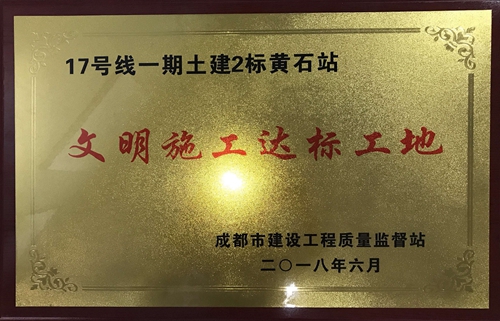 17号线一期土建2标黄石站
文明施工达标工地
成都市建设工程质量监督站
二〇一八年六月